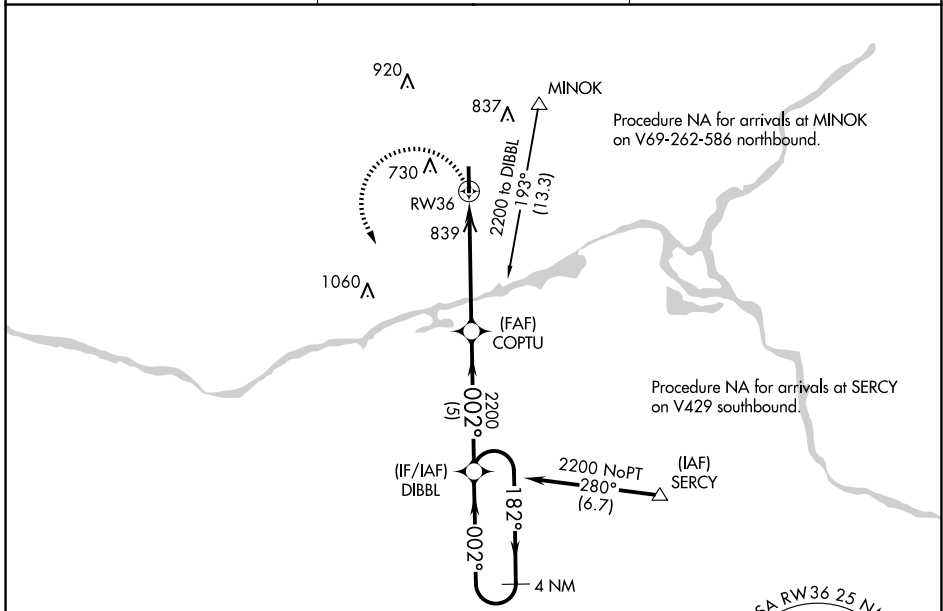 920
837
MINOK
Procedure NA for arrivals at MINOK
on V69-262-586 northbound.
2200 to DIBBL
193°
(13.3)
730
RW36
839
1060
(FAF)
COPTU
2200
002°
(5)
Procedure NA for arrivals at SERCY
on V429 southbound.
(IF/IAF)
DIBBL
2200 NoPT
280°
(6.7)
(IAF)
SERCY
182°
002°
4 NM
RW36 25